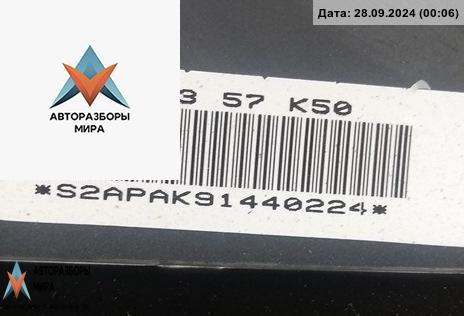 Дата: 28.09.2024 (00:06)
АВТОРАЗБОРЫ
МИРА
3 57 K50
*S2APAK91440224*
АВТОРАЗБОРЫ
МИРА